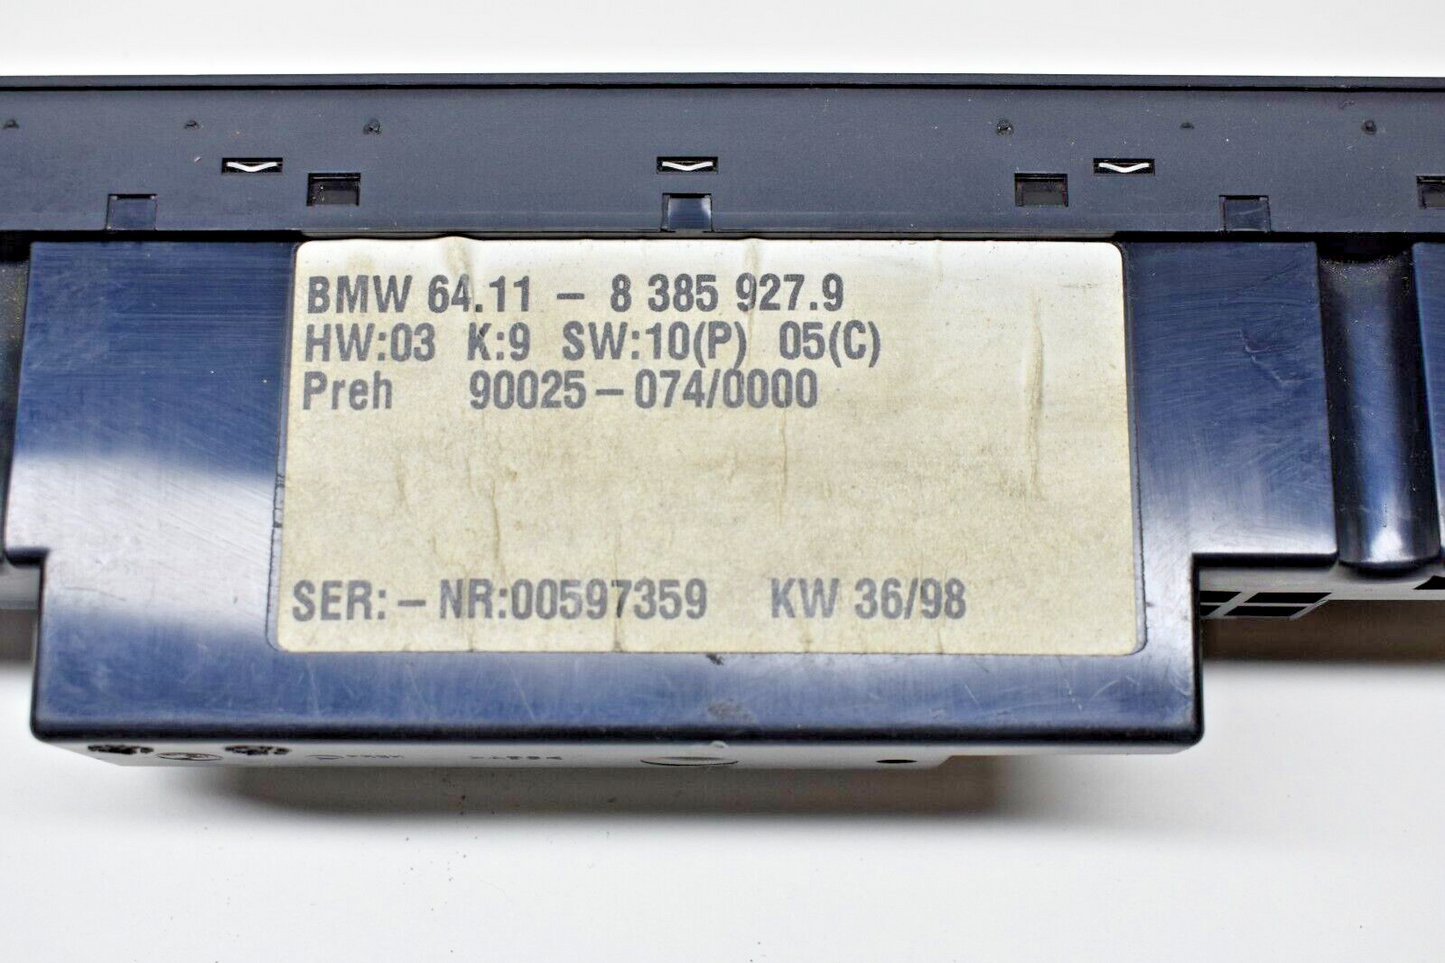 BMW 64.11 – 8 385 927.9
HW:03 K:9 SW:10(P) 05(C)
Preh 90025–074/0000
SER:–NR:00597359 KW 36/98